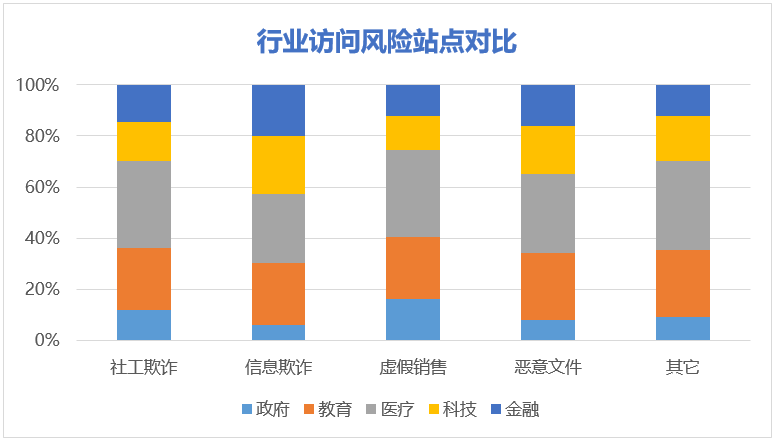 行业访问风险站点对比
100%
80%
60%
40%
20%
0%
社工欺诈 信息欺诈 虚假销售 恶意文件 其它
政府 教育 医疗 科技 金融